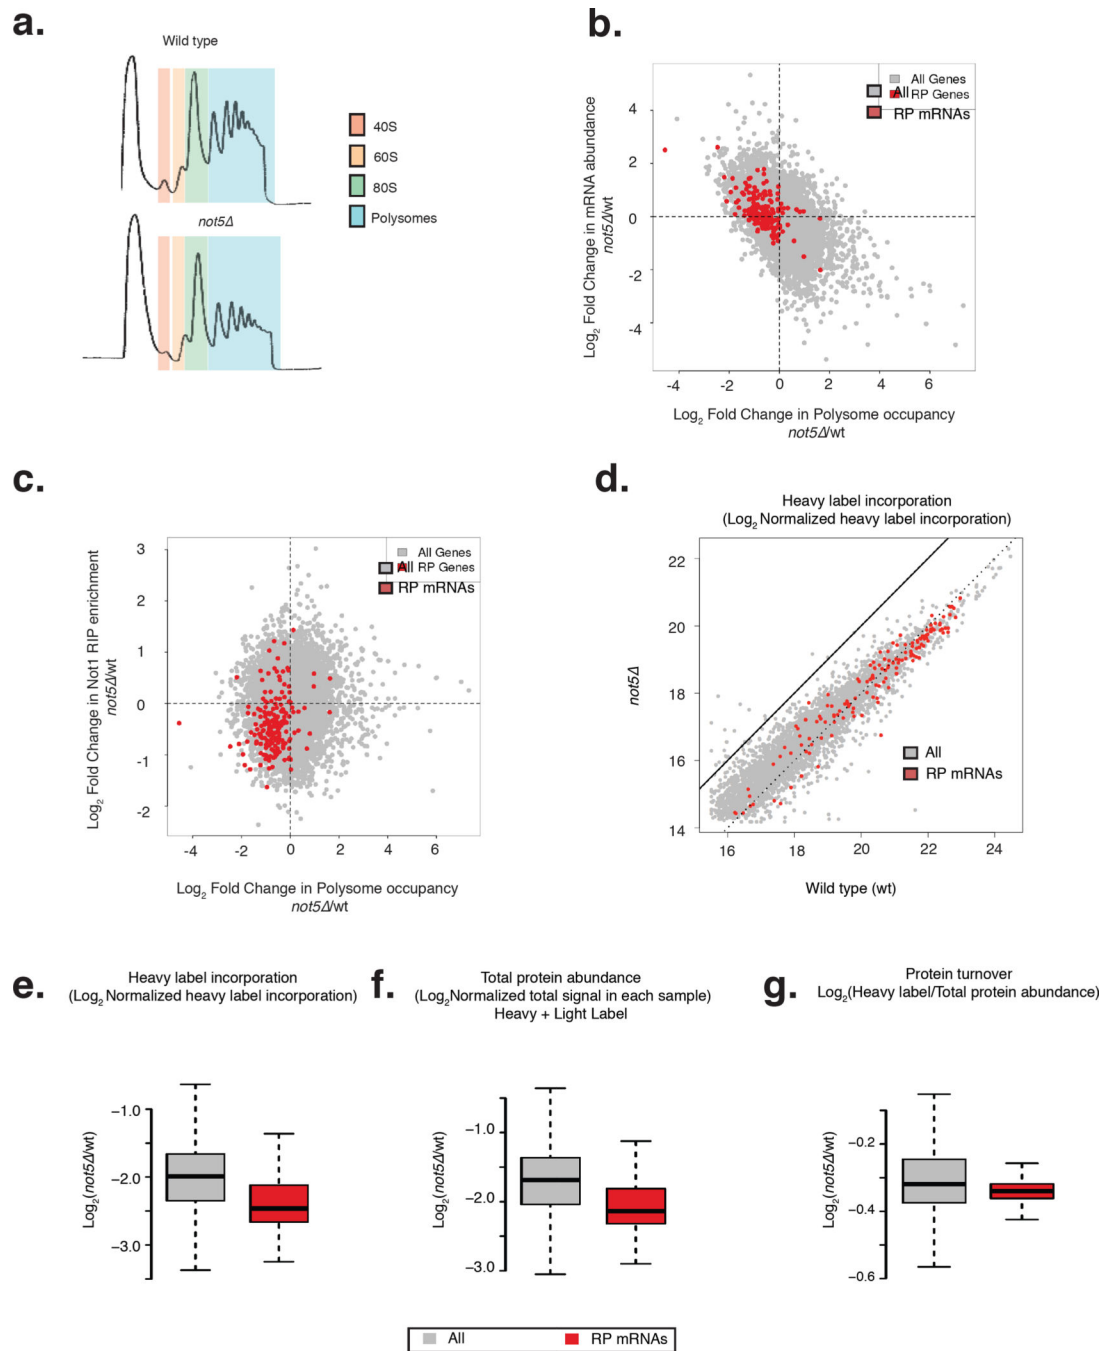 a.
Wild type
40S
60S
80S
Polysomes
not5Δ
b.
All Genes
RP Genes
All
RP mRNAs
Log2 Fold Change in mRNA abundance
not5Δ/wt
4
2
0
-2
-4
-4
-2
0
2
4
6
Log2 Fold Change in Polysome occupancy
not5Δ/wt
c.
All Genes
RP Genes
All
RP mRNAs
Log2 Fold Change in Not1 RIP enrichment
not5Δ/wt
3
2
1
0
-1
-2
-4
-2
0
2
4
6
Log2 Fold Change in Polysome occupancy
not5Δ/wt
d.
Heavy label incorporation
(Log2 Normalized heavy label incorporation)
not5Δ
22
20
18
16
14
All
RP mRNAs
16
18
20
22
24
Wild type (wt)
e.
Heavy label incorporation
(Log2 Normalized heavy label incorporation)
Log2(not5Δ/wt)
−1.0
−2.0
−3.0
f.
Total protein abundance
(Log2Normalized total signal in each sample)
Heavy + Light Label
Log2(not5Δ/wt)
−1.0
−2.0
−3.0
g.
Protein turnover
Log2(Heavy label/Total protein abundance)
Log2(not5Δ/wt)
−0.2
−0.4
−0.6
All
RP mRNAs